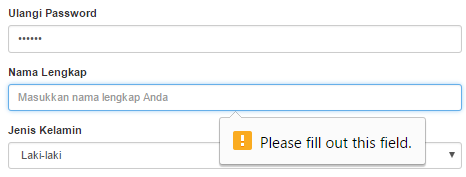 Ulangi Password
••••••
Nama Lengkap
Masukkan nama lengkap Anda
Jenis Kelamin
Please fill out this field.
Laki-laki